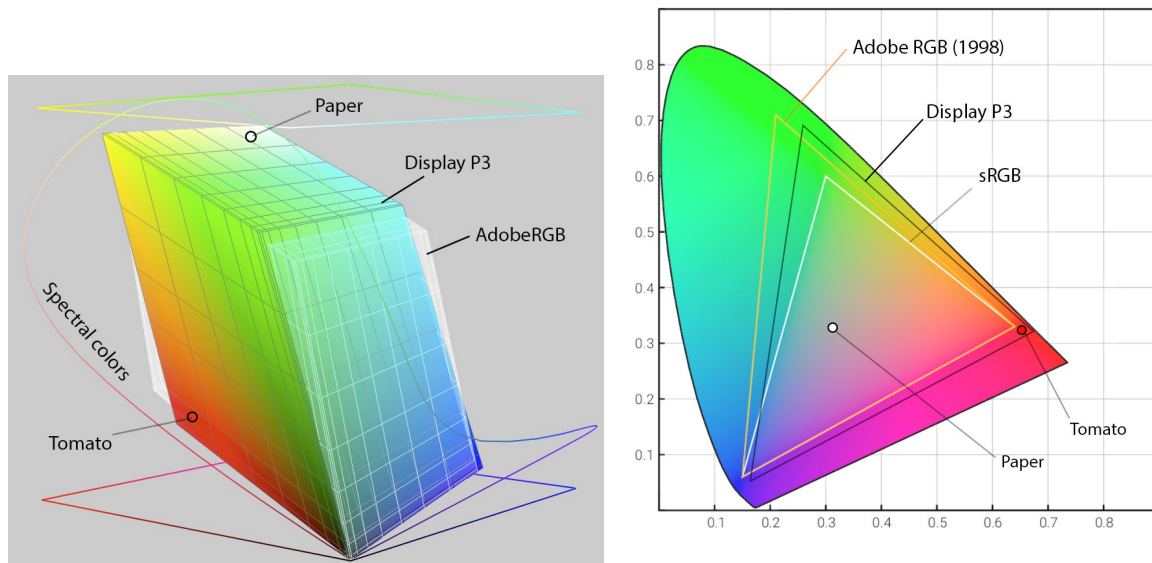 Paper
Display P3
AdobeRGB
Spectral colors
Tomato
Adobe RGB (1998)
Display P3
sRGB
Tomato
Paper
0.8
0.7
0.6
0.5
0.4
0.3
0.2
0.1
0.1 0.2 0.3 0.4 0.5 0.6 0.7 0.8